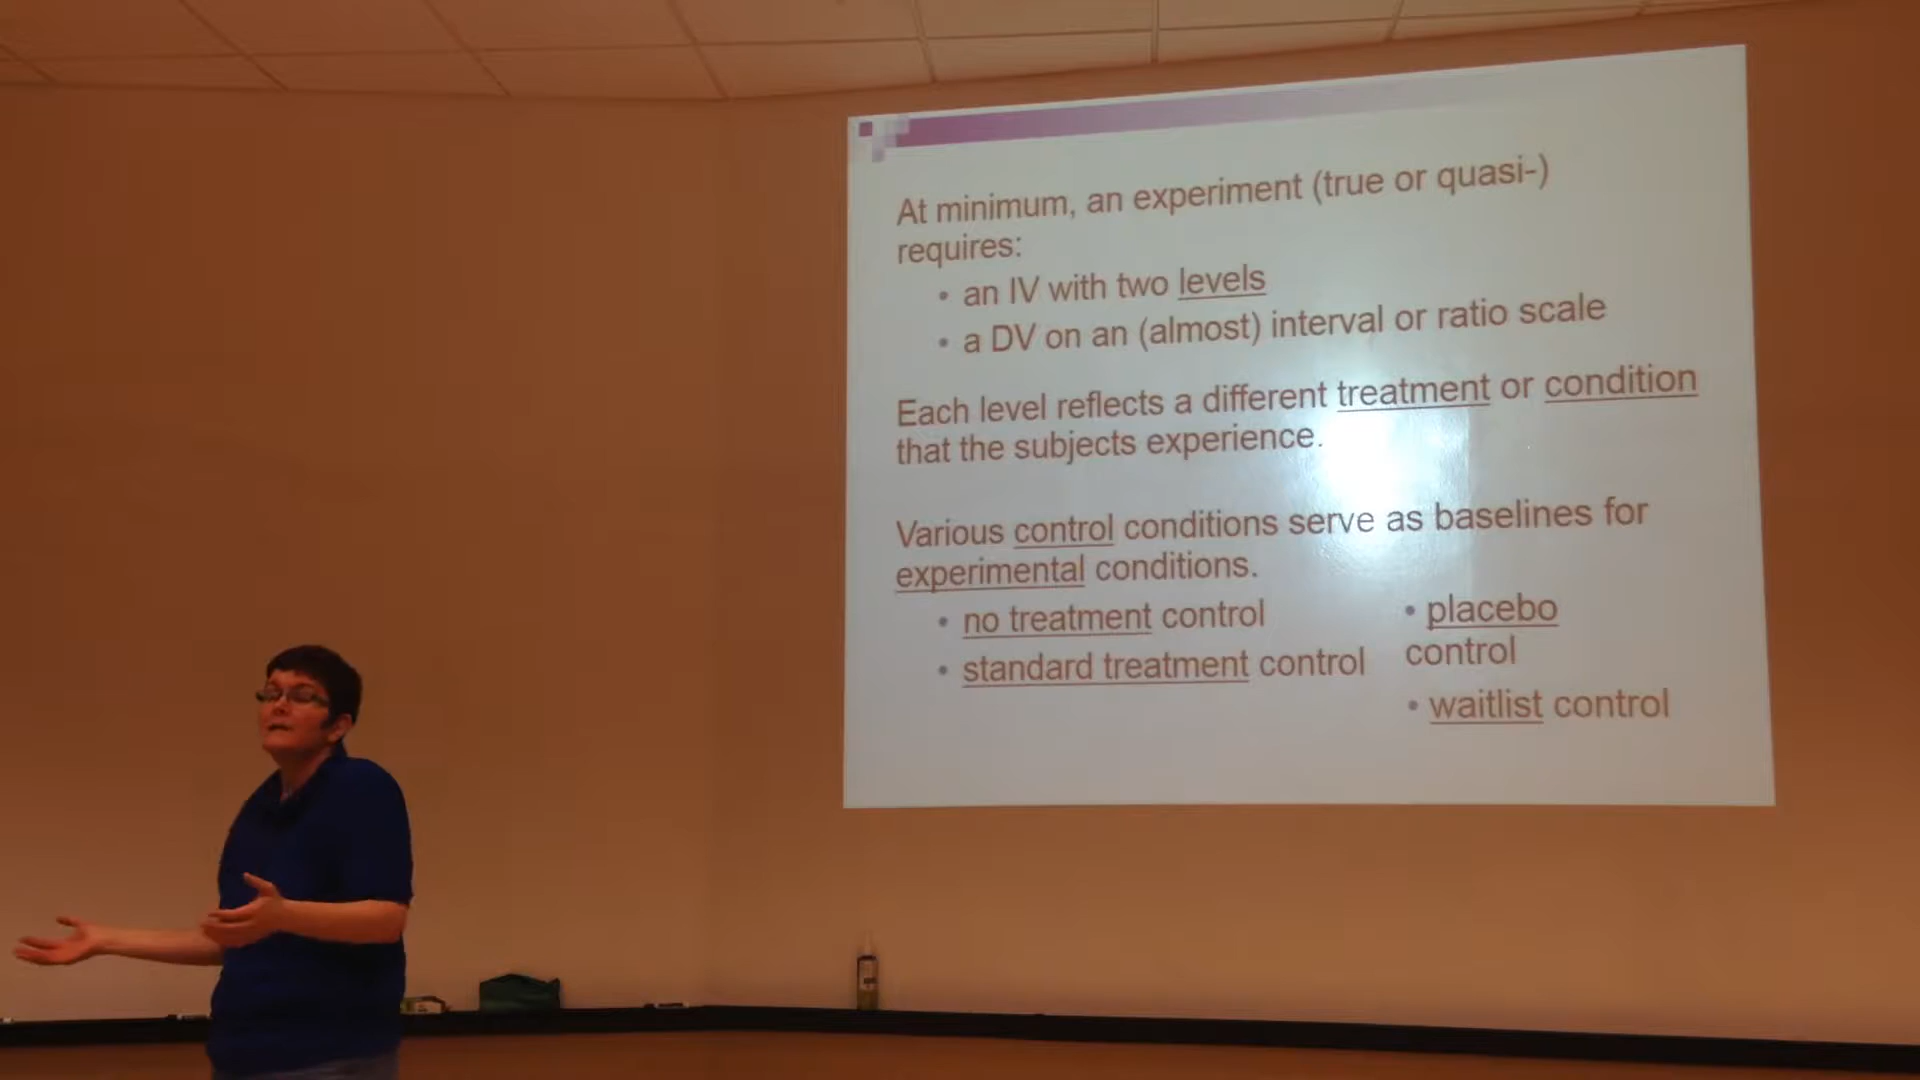 At minimum, an experiment (true or quasi-)
requires:
• an IV with two levels
• a DV on an (almost) interval or ratio scale
Each level reflects a different treatment or condition
that the subjects experience.
Various control conditions serve as baselines for
experimental conditions.
• no treatment control
• standard treatment control
• placebo
control
• waitlist control